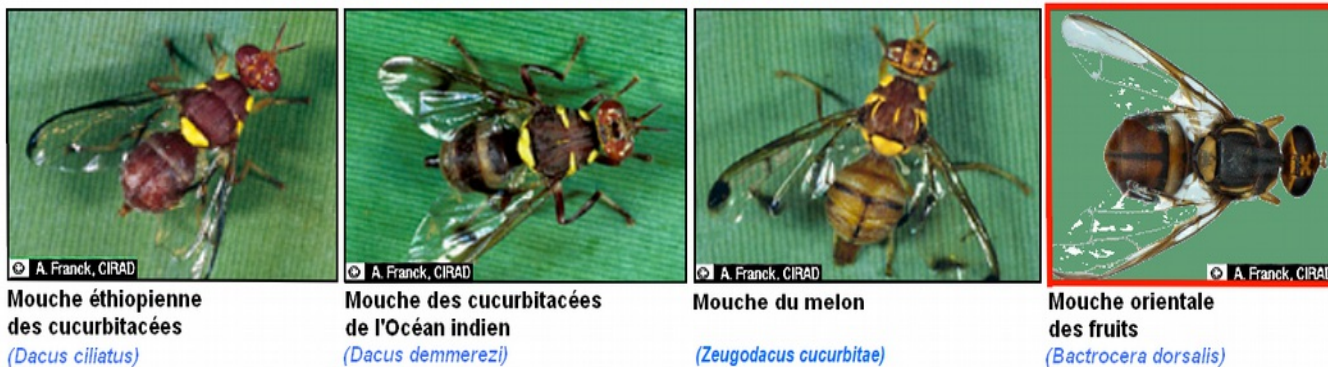 © A. Franck, CIRAD
© A. Franck, CIRAD
© A. Franck, CIRAD
© A. Franck, CIRAD
Mouche éthiopienne
des cucurbitacées
(Dacus ciliatus)
Mouche des cucurbitacées
de l'Océan indien
(Dacus demmerezi)
Mouche du melon
(Zeugodacus cucurbitae)
Mouche orientale
des fruits
(Bactrocera dorsalis)